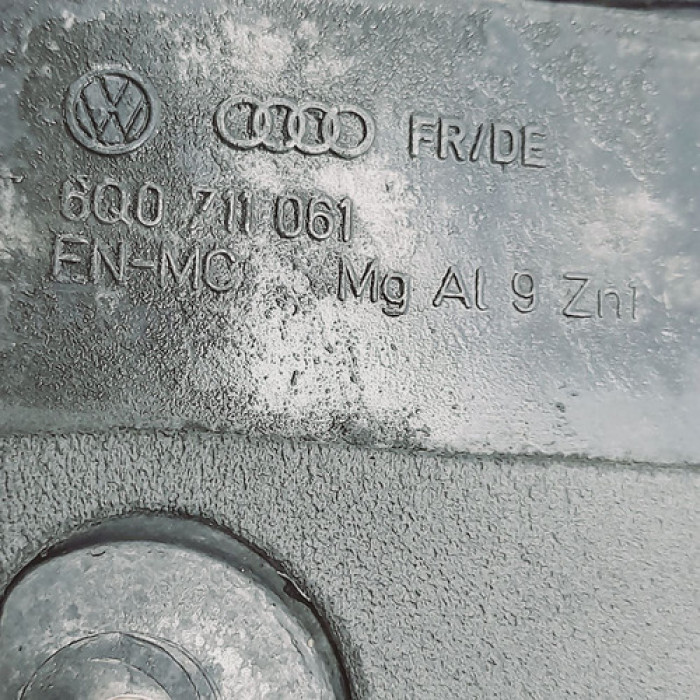 FR/DE
6Q0 711 061
EN-MC Mg Al 9 Zn1